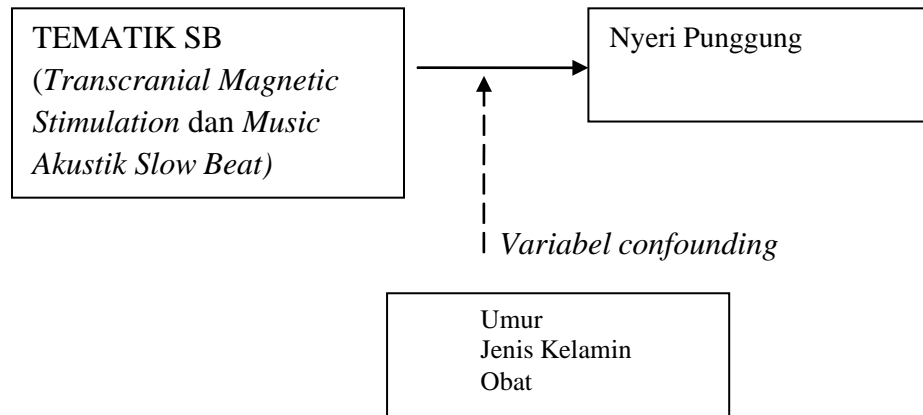 TEMATIK SB
(Transcranial Magnetic
Stimulation dan Music
Akustik Slow Beat)
Nyeri Punggung
Variabel confounding
Umur
Jenis Kelamin
Obat